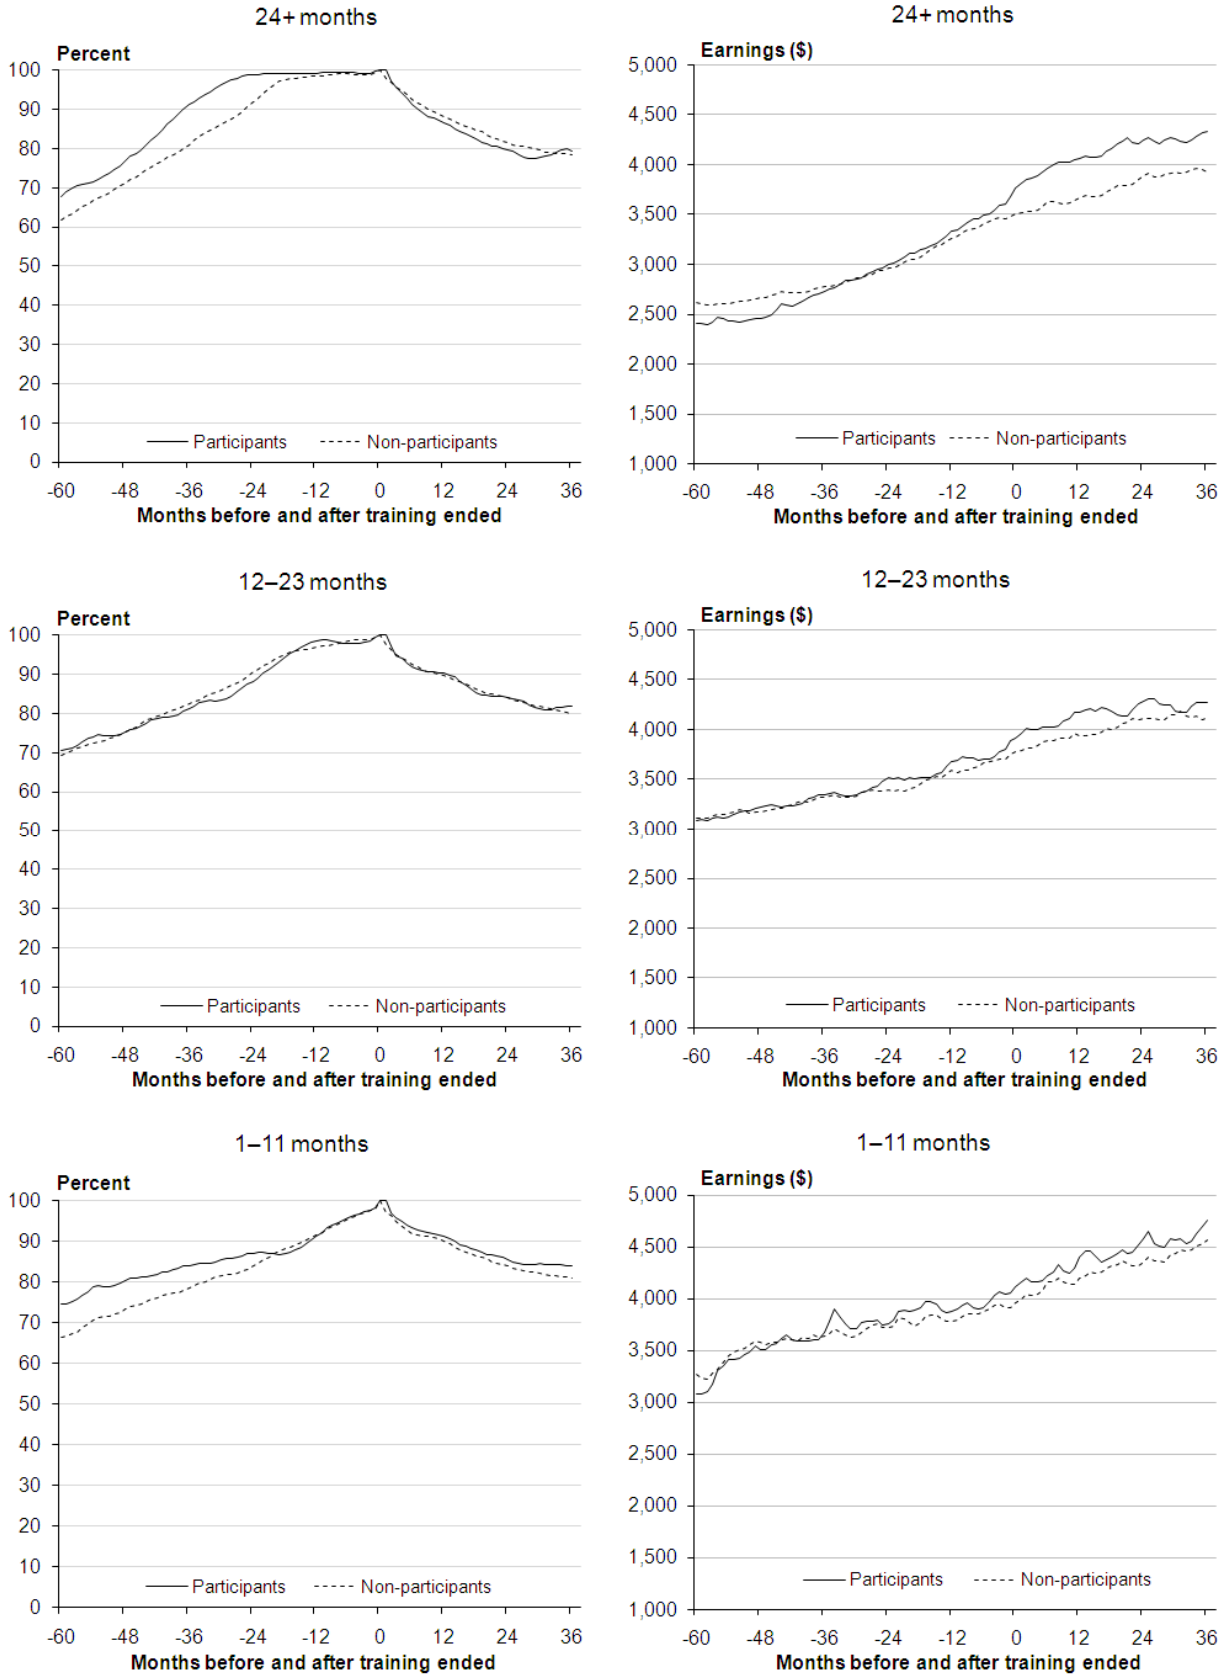 24+ months
Percent
100
90
80
70
60
50
40
30
20
10
0
Participants Non-participants
-60 -48 -36 -24 -12 0 12 24 36
Months before and after training ended
24+ months
Earnings ($)
5,000
4,500
4,000
3,500
3,000
2,500
2,000
1,500
1,000
Participants Non-participants
-60 -48 -36 -24 -12 0 12 24 36
Months before and after training ended
12–23 months
Percent
100
90
80
70
60
50
40
30
20
10
0
Participants Non-participants
-60 -48 -36 -24 -12 0 12 24 36
Months before and after training ended
12–23 months
Earnings ($)
5,000
4,500
4,000
3,500
3,000
2,500
2,000
1,500
1,000
Participants Non-participants
-60 -48 -36 -24 -12 0 12 24 36
Months before and after training ended
1–11 months
Percent
100
90
80
70
60
50
40
30
20
10
0
Participants Non-participants
-60 -48 -36 -24 -12 0 12 24 36
Months before and after training ended
1–11 months
Earnings ($)
5,000
4,500
4,000
3,500
3,000
2,500
2,000
1,500
1,000
Participants Non-participants
-60 -48 -36 -24 -12 0 12 24 36
Months before and after training ended